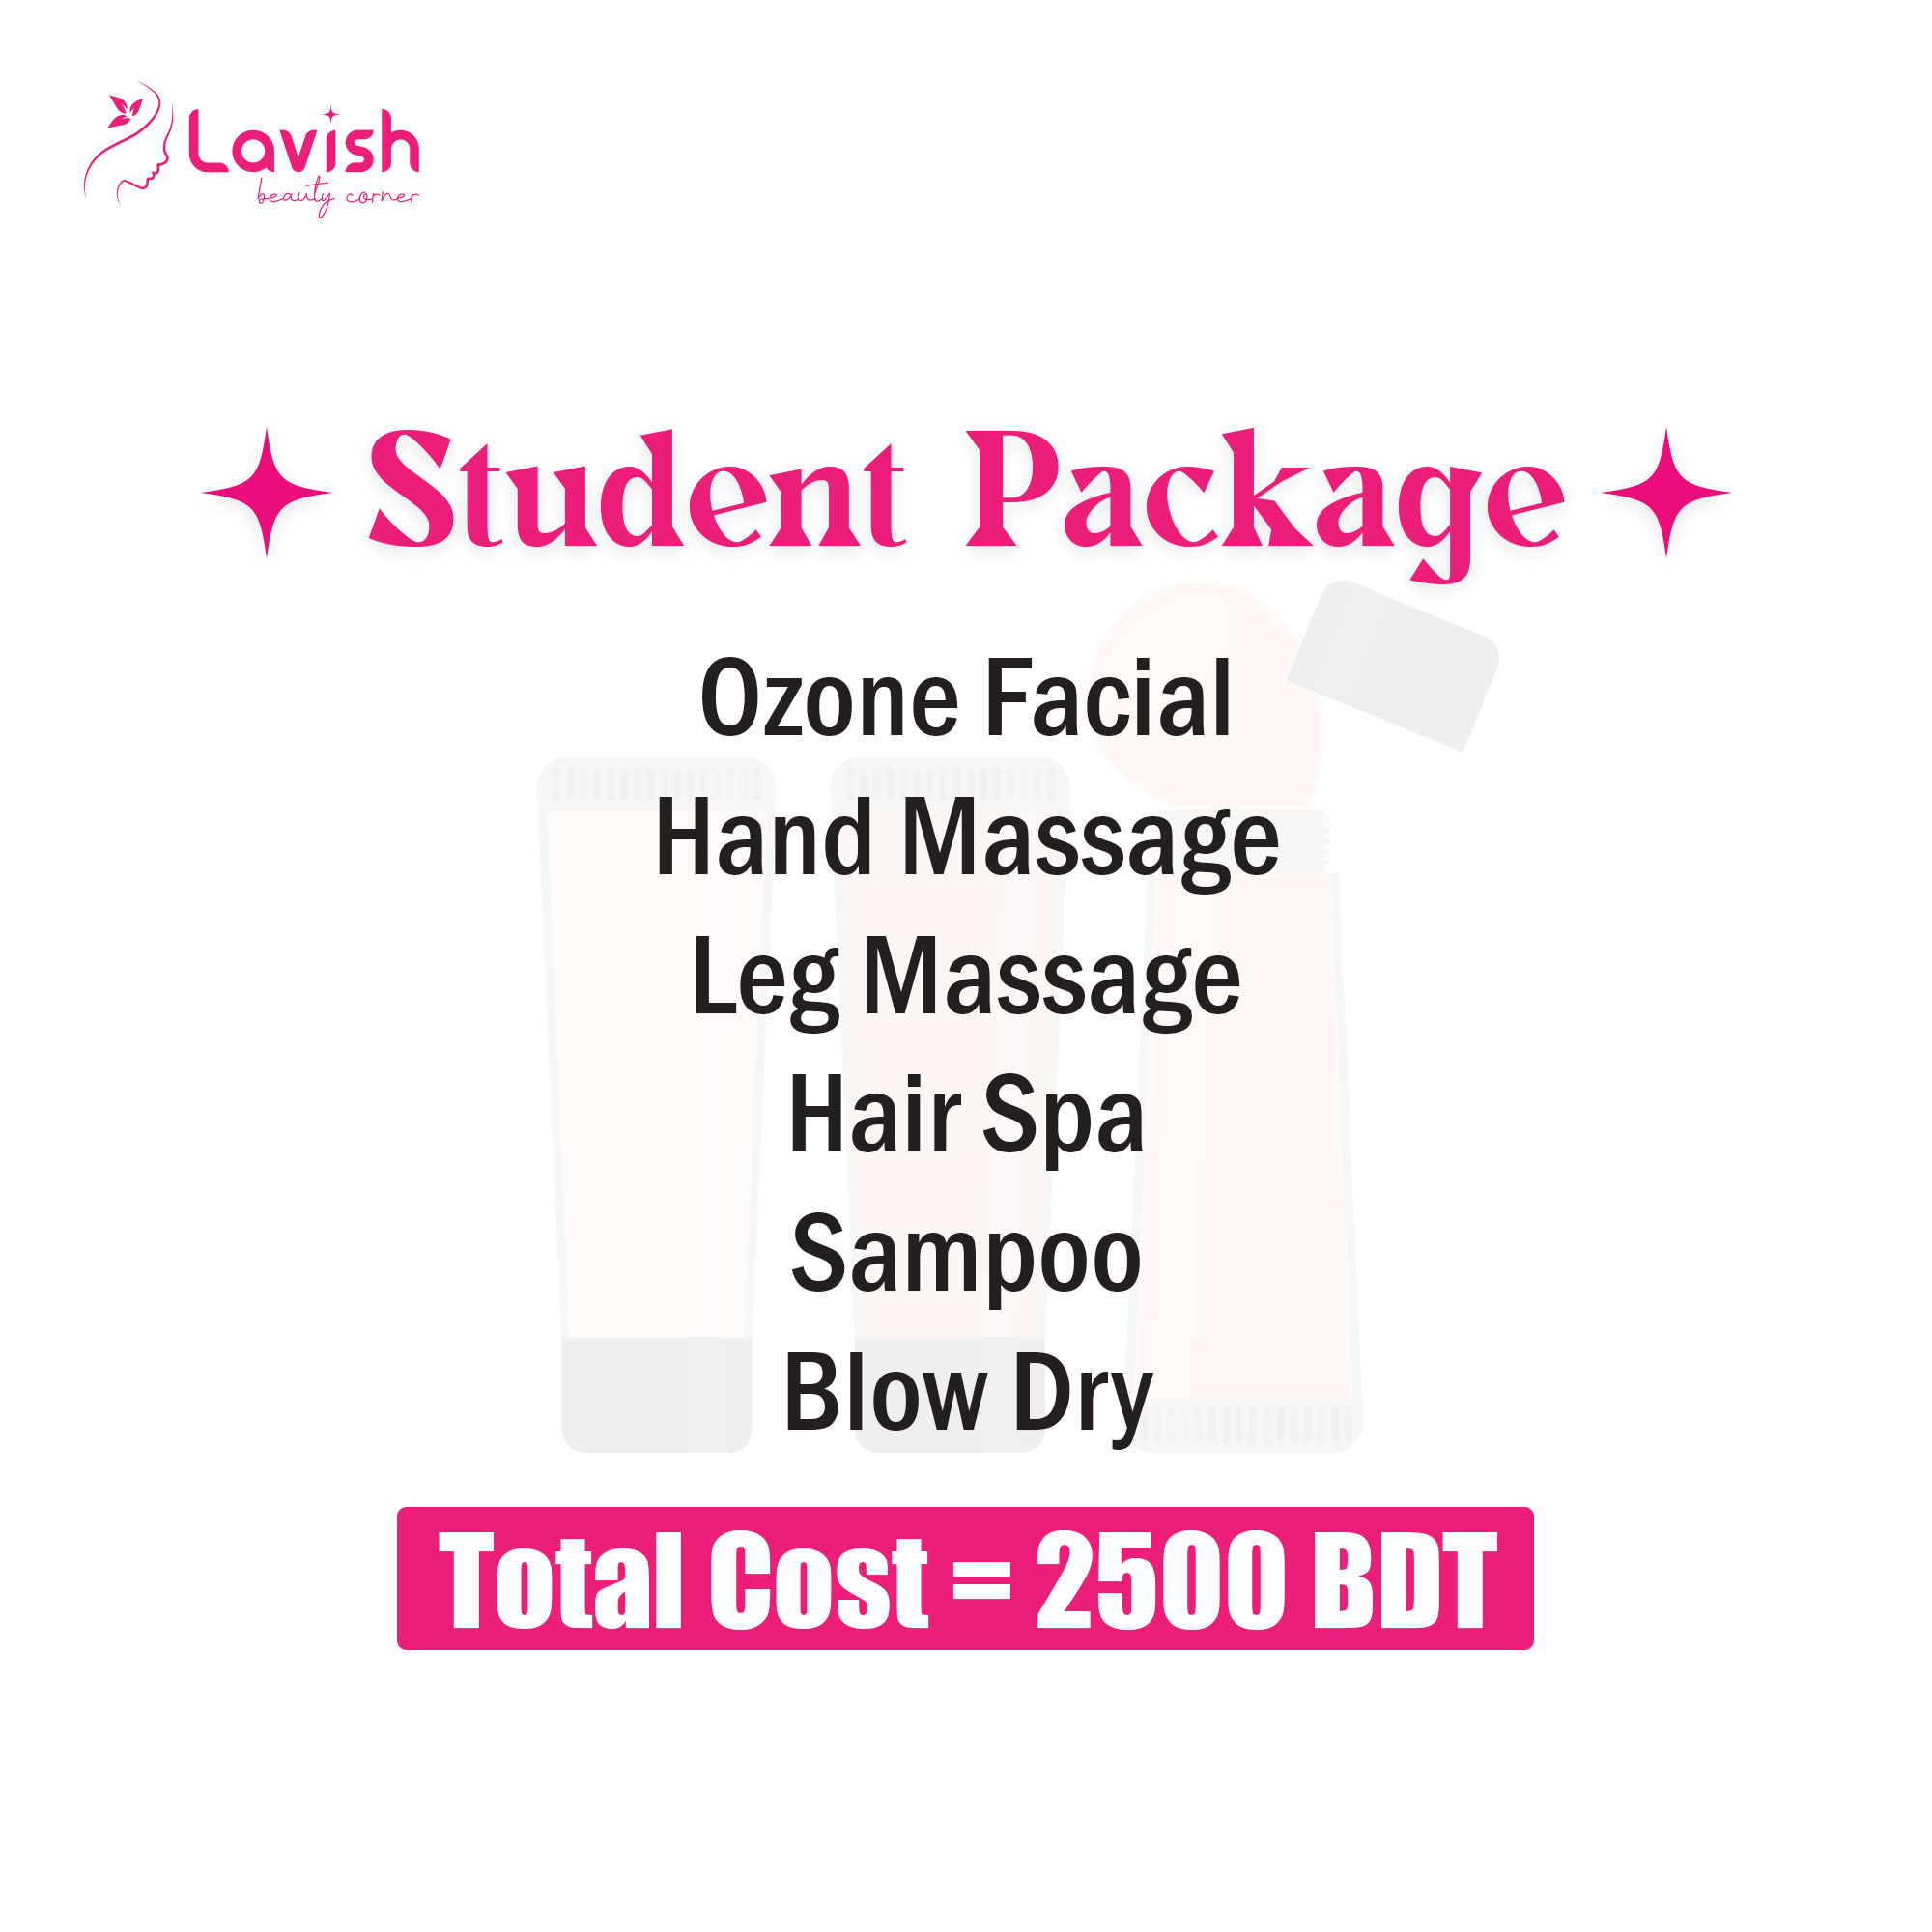 Lavish
beauty corner
Student Package
Ozone Facial
Hand Massage
Leg Massage
Hair Spa
Sampoo
Blow Dry
Total Cost = 2500 BDT